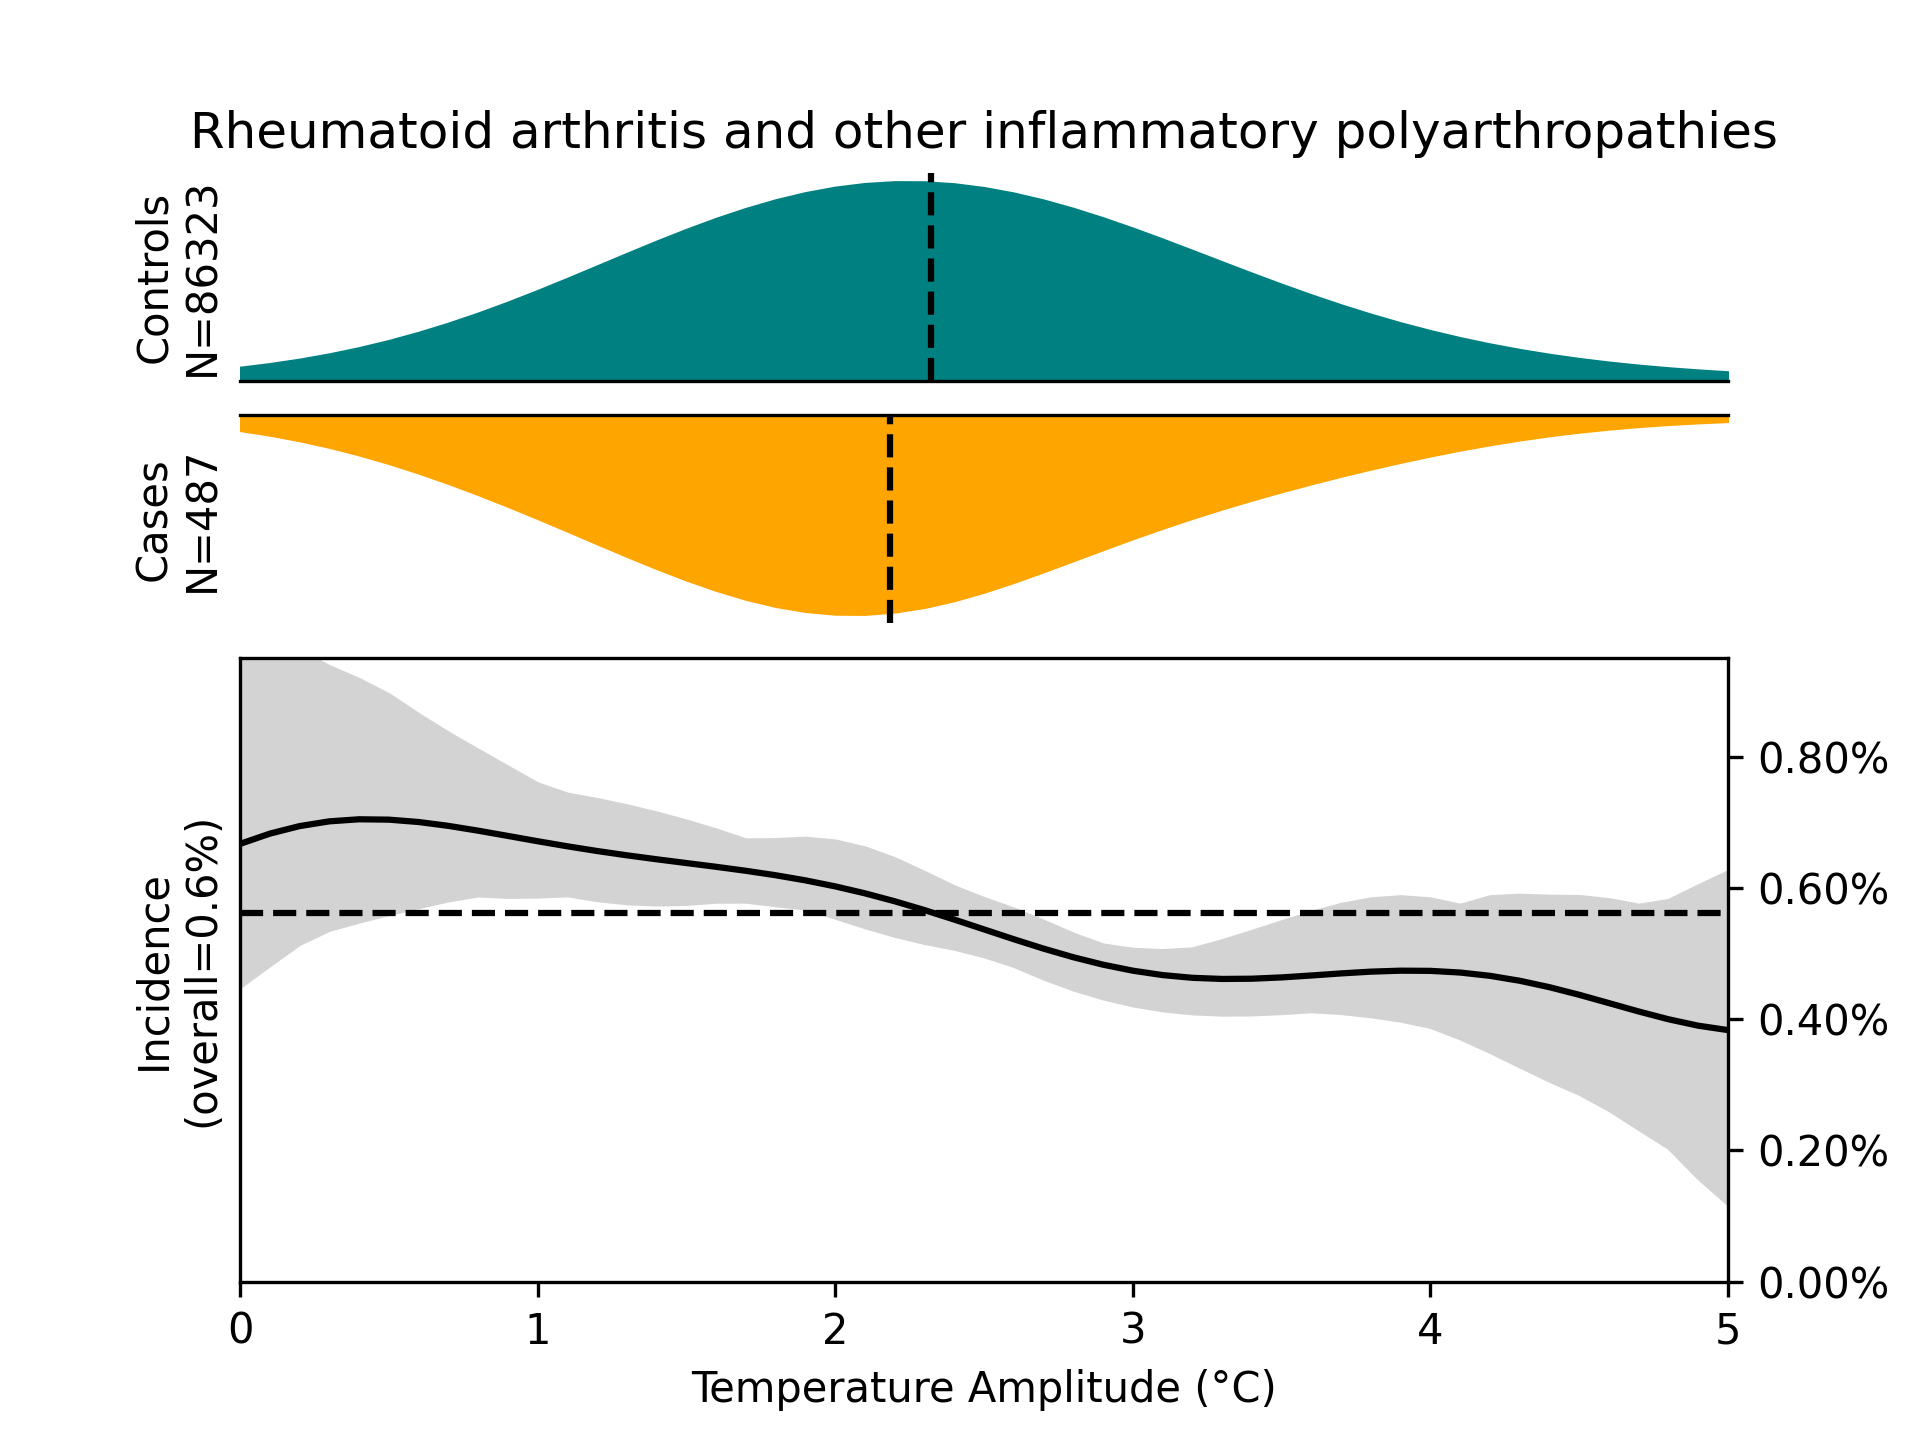 Rheumatoid arthritis and other inflammatory polyarthropathies
Controls
N=86323
Cases
N=487
Incidence
(overall=0.6%)
0.80%
0.60%
0.40%
0.20%
0.00%
0 1 2 3 4 5
Temperature Amplitude (°C)